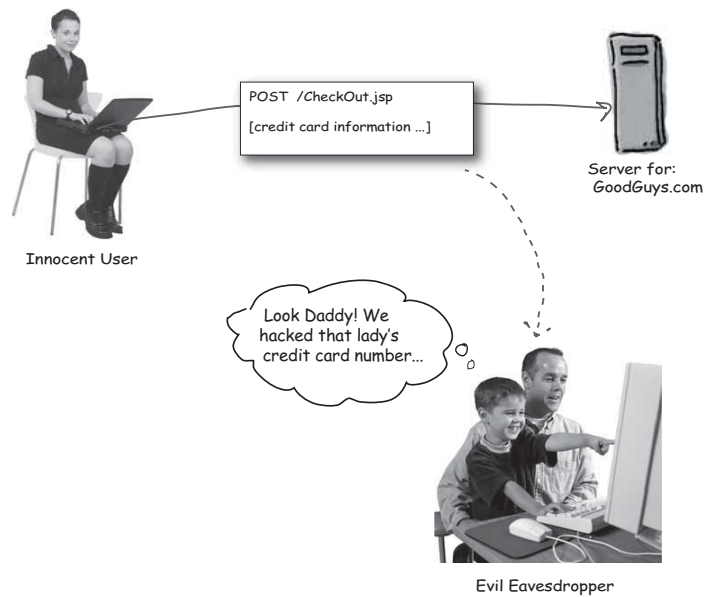 POST /CheckOut.jsp
[credit card information ...]
Server for:
GoodGuys.com
Innocent User
Look Daddy! We
hacked that lady's
credit card number...
Evil Eavesdropper